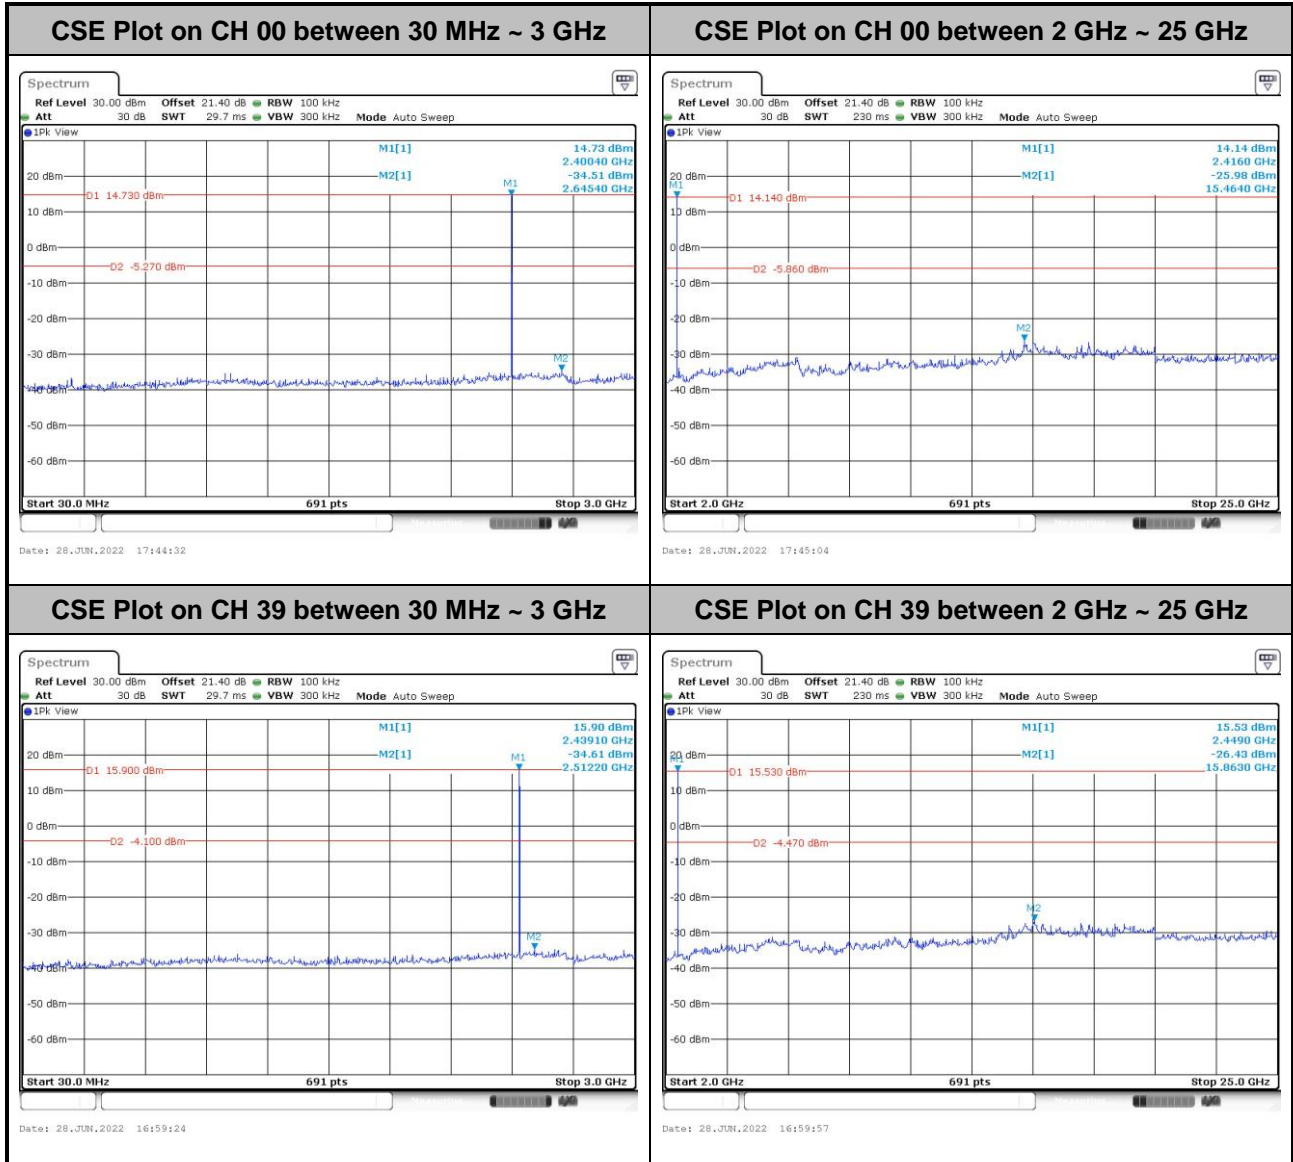 CSE Plot on CH 00 between 30 MHz ~ 3 GHz
Spectrum
Ref Level 30.00 dBm Offset 21.40 dB RBW 100 kHz
Att 30 dB SWT 29.7 ms VBW 300 kHz Mode Auto Sweep
1Pk View
M1[1] 14.73 dBm
2.40040 GHz
M2[1] -34.51 dBm
2.64540 GHz
20 dBm
M1
D1 14.730 dBm
10 dBm
0 dBm
D2 -5.270 dBm
-10 dBm
-20 dBm
-30 dBm
M2
-40 dBm
-50 dBm
-60 dBm
Start 30.0 MHz 691 pts Stop 3.0 GHz
Date: 28.JUN.2022 17:44:32
CSE Plot on CH 00 between 2 GHz ~ 25 GHz
Spectrum
Ref Level 30.00 dBm Offset 21.40 dB RBW 100 kHz
Att 30 dB SWT 230 ms VBW 300 kHz Mode Auto Sweep
1Pk View
M1[1] 14.14 dBm
2.4160 GHz
M2[1] -25.98 dBm
15.4640 GHz
20 dBm
M1
D1 14.140 dBm
10 dBm
0 dBm
D2 -5.860 dBm
-10 dBm
-20 dBm
M2
-30 dBm
-40 dBm
-50 dBm
-60 dBm
Start 2.0 GHz 691 pts Stop 25.0 GHz
Date: 28.JUN.2022 17:45:04
CSE Plot on CH 39 between 30 MHz ~ 3 GHz
Spectrum
Ref Level 30.00 dBm Offset 21.40 dB RBW 100 kHz
Att 30 dB SWT 29.7 ms VBW 300 kHz Mode Auto Sweep
1Pk View
M1[1] 15.90 dBm
2.43910 GHz
M2[1] -34.61 dBm
2.51220 GHz
20 dBm
M1
D1 15.900 dBm
10 dBm
0 dBm
D2 -4.100 dBm
-10 dBm
-20 dBm
-30 dBm
M2
-40 dBm
-50 dBm
-60 dBm
Start 30.0 MHz 691 pts Stop 3.0 GHz
Date: 28.JUN.2022 16:59:24
CSE Plot on CH 39 between 2 GHz ~ 25 GHz
Spectrum
Ref Level 30.00 dBm Offset 21.40 dB RBW 100 kHz
Att 30 dB SWT 230 ms VBW 300 kHz Mode Auto Sweep
1Pk View
M1[1] 15.53 dBm
2.4490 GHz
M2[1] -26.43 dBm
15.8630 GHz
20 dBm
M1
D1 15.530 dBm
10 dBm
0 dBm
D2 -4.470 dBm
-10 dBm
-20 dBm
M2
-30 dBm
-40 dBm
-50 dBm
-60 dBm
Start 2.0 GHz 691 pts Stop 25.0 GHz
Date: 28.JUN.2022 16:59:57